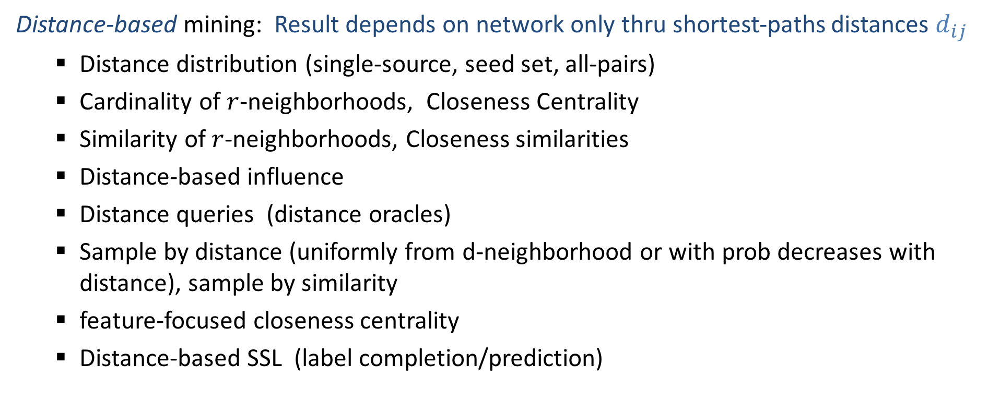 Distance-based mining: Result depends on network only thru shortest-paths distances d_{ij}
▪ Distance distribution (single-source, seed set, all-pairs)
▪ Cardinality of r-neighborhoods, Closeness Centrality
▪ Similarity of r-neighborhoods, Closeness similarities
▪ Distance-based influence
▪ Distance queries (distance oracles)
▪ Sample by distance (uniformly from d-neighborhood or with prob decreases with
distance), sample by similarity
▪ feature-focused closeness centrality
▪ Distance-based SSL (label completion/prediction)